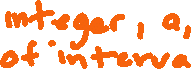 integer, a,
of interva